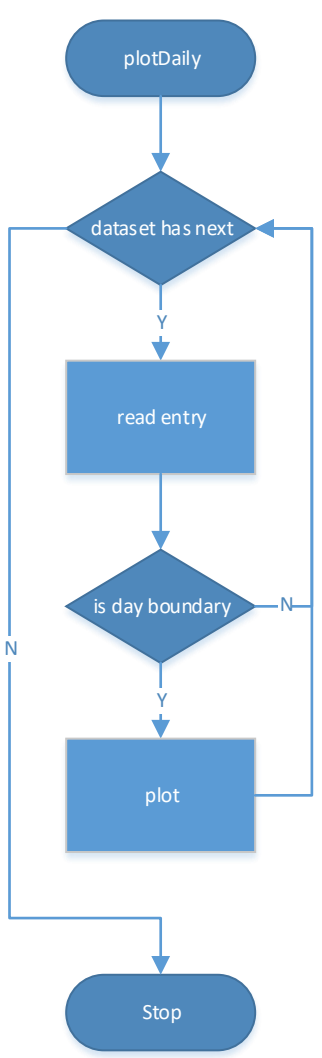 plotDaily
dataset has next
Y
read entry
is day boundary
N
N
Y
plot
Stop